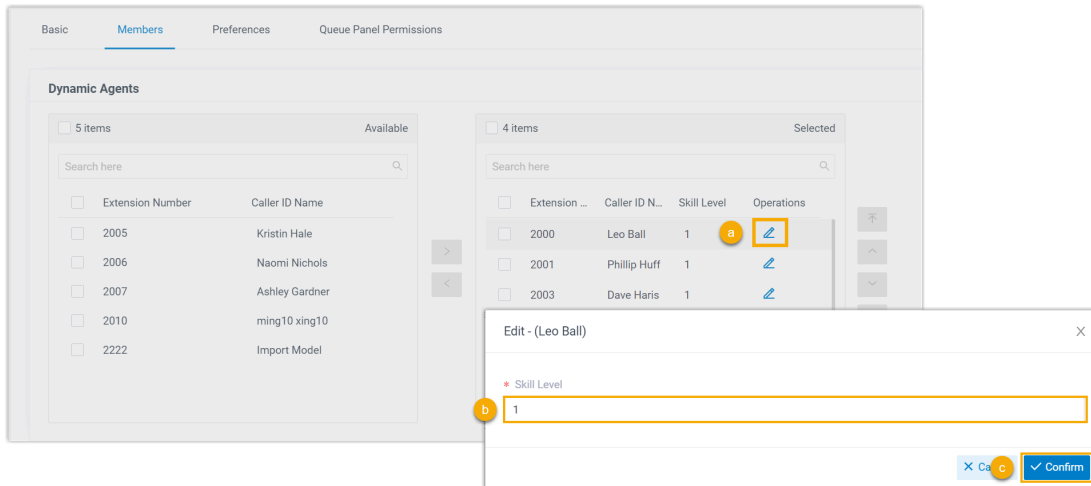 Basic Members Preferences Queue Panel Permissions
Dynamic Agents
5 items Available
Search here
Extension Number Caller ID Name
2005 Kristin Hale
2006 Naomi Nichols
2007 Ashley Gardner
2010 ming10 xing10
2222 Import Model
>
<
4 items Selected
Search here
Extension ... Caller ID N... Skill Level Operations
2000 Leo Ball 1 a
2001 Phillip Huff 1
2003 Dave Haris 1
Edit - (Leo Ball) X
* Skill Level
b 1
Ca c Confirm